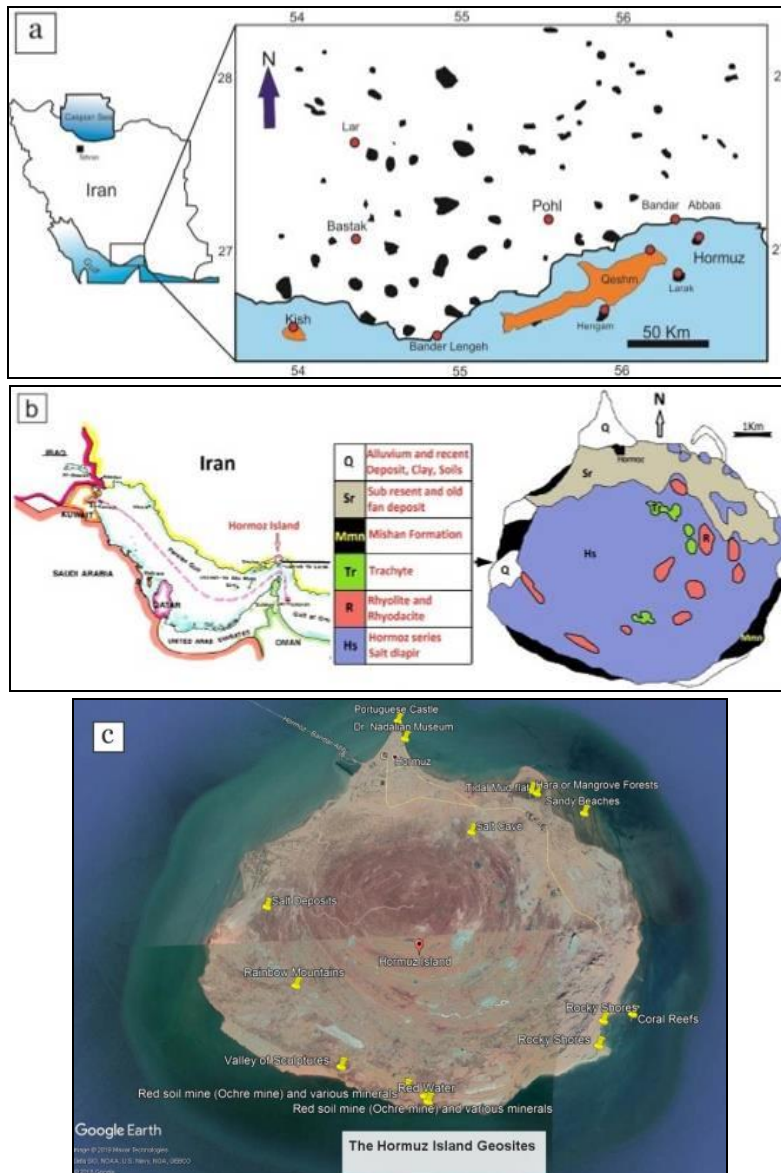 a
54
55
56
N
28
Caspian Sea
Tehran
Iran
Lar
Bastak
Pohl
Bandar Abbas
27
Hormuz
Qeshm
Larak
Kish
Hengam
Bander Lengeh
50 Km
54
55
56
b
Iran
IRAQ
KUWAIT
Hormoz Island
SAUDI ARABIA
QATAR
UNITED ARAB EMIRATES
OMAN
Q Alluvium and recent
Deposit, Clay, Soils
Sr Sub resent and old
fan deposit
Mmn Mishan Formation
Tr Trachyte
R Rhyolite and
Rhyodacite
Hs Hormoz series
Salt diapir
N
1Km
Q
Hormoz
Sr
Tr
R
Hs
Q
Tr
Mmn
c
Portuguese Castle
Dr. Nadalian Museum
Hormuz
Tidal Mud flat
Hara or Mangrove Forests
Sandy Beaches
Salt Cave
Salt Deposits
Hormuz Island
Rainbow Mountains
Rocky Shores
Coral Reefs
Rocky Shores
Valley of Sculptures
Red Water
Red soil mine (Ochre mine) and various minerals
Red soil mine (Ochre mine) and various minerals
Google Earth
The Hormuz Island Geosites